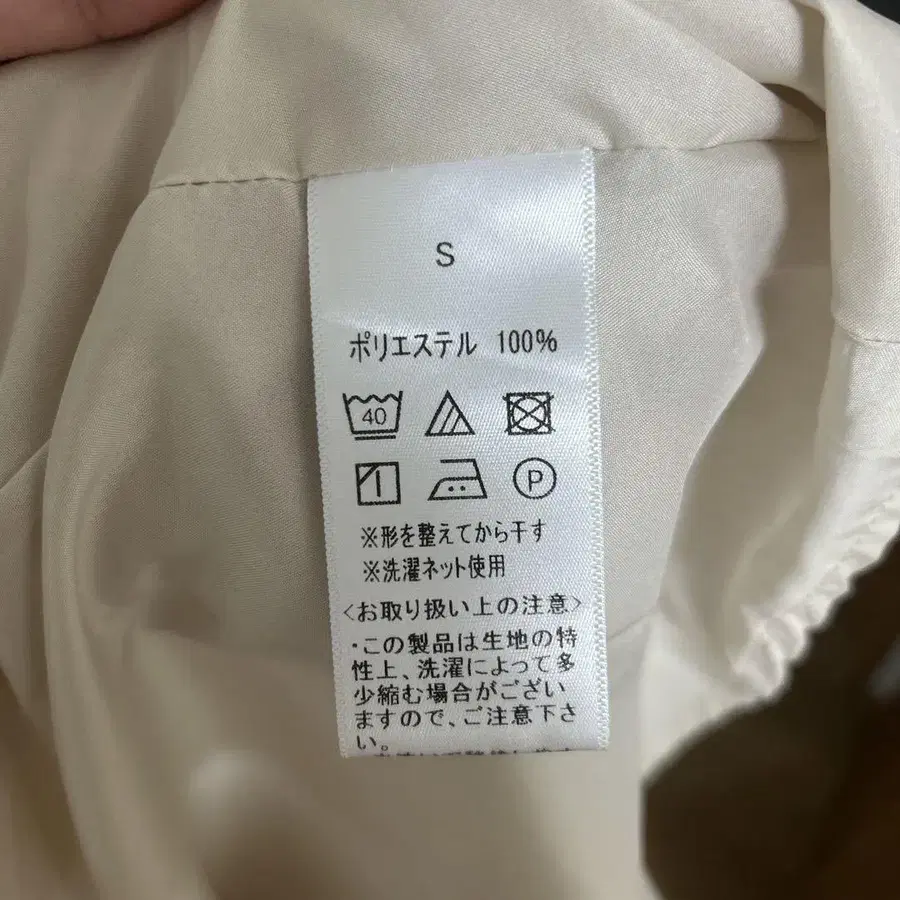 S
ポリエステル 100%
40
P
※形を整えてから干す
※洗濯ネット使用
〈お取り扱い上の注意〉
・この製品は生地の特
性上、洗濯によって多
少縮む場合がござい
ますので、ご注意下さ
い。